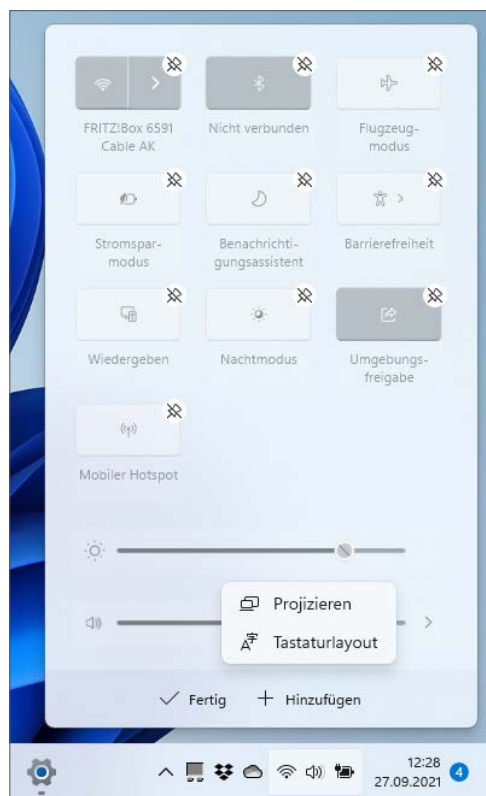 FRITZ!Box 6591
Cable AK
Nicht verbunden
Flugzeug-
modus
Stromspar-
modus
Benachrichti-
gungsassistent
Barrierefreiheit
Wiedergeben
Nachtmodus
Umgebungs-
freigabe
Mobiler Hotspot
Projizieren
Tastaturlayout
Fertig
Hinzufügen
12:28
27.09.2021
4